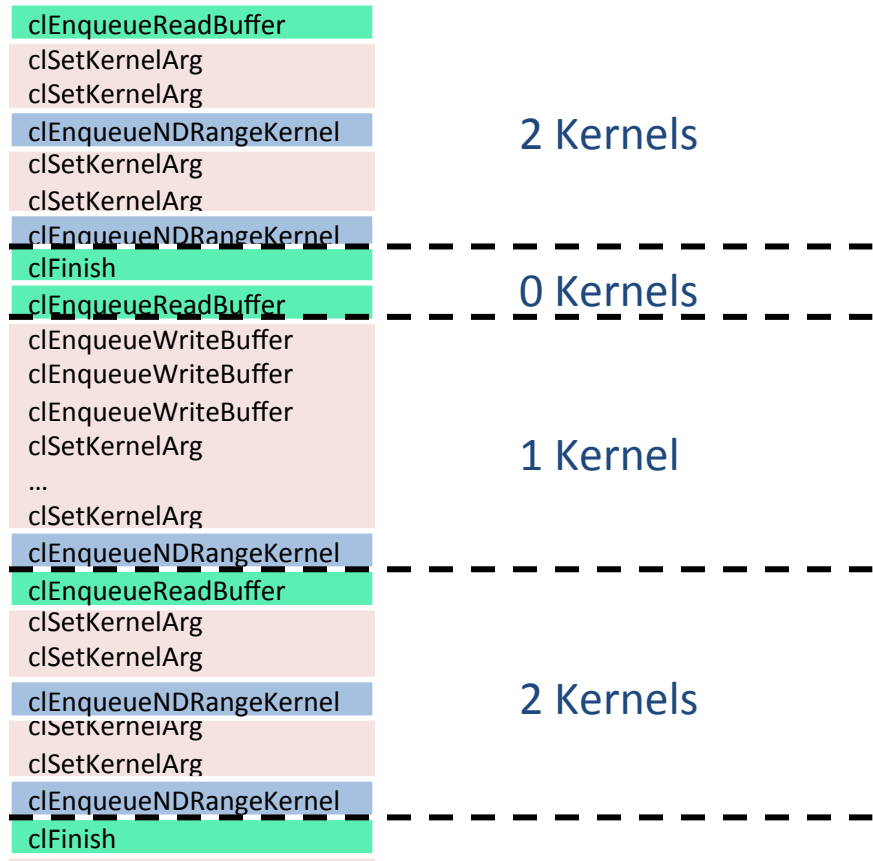 clEnqueueReadBuffer
clSetKernelArg
clSetKernelArg
clEnqueueNDRangeKernel
2 Kernels
clSetKernelArg
clSetKernelArg
clEnqueueNDRangeKernel
clFinish
0 Kernels
clEnqueueReadBuffer
clEnqueueWriteBuffer
clEnqueueWriteBuffer
clEnqueueWriteBuffer
clSetKernelArg
1 Kernel
…
clSetKernelArg
clEnqueueNDRangeKernel
clEnqueueReadBuffer
clSetKernelArg
clSetKernelArg
clEnqueueNDRangeKernel
2 Kernels
clSetKernelArg
clSetKernelArg
clEnqueueNDRangeKernel
clFinish